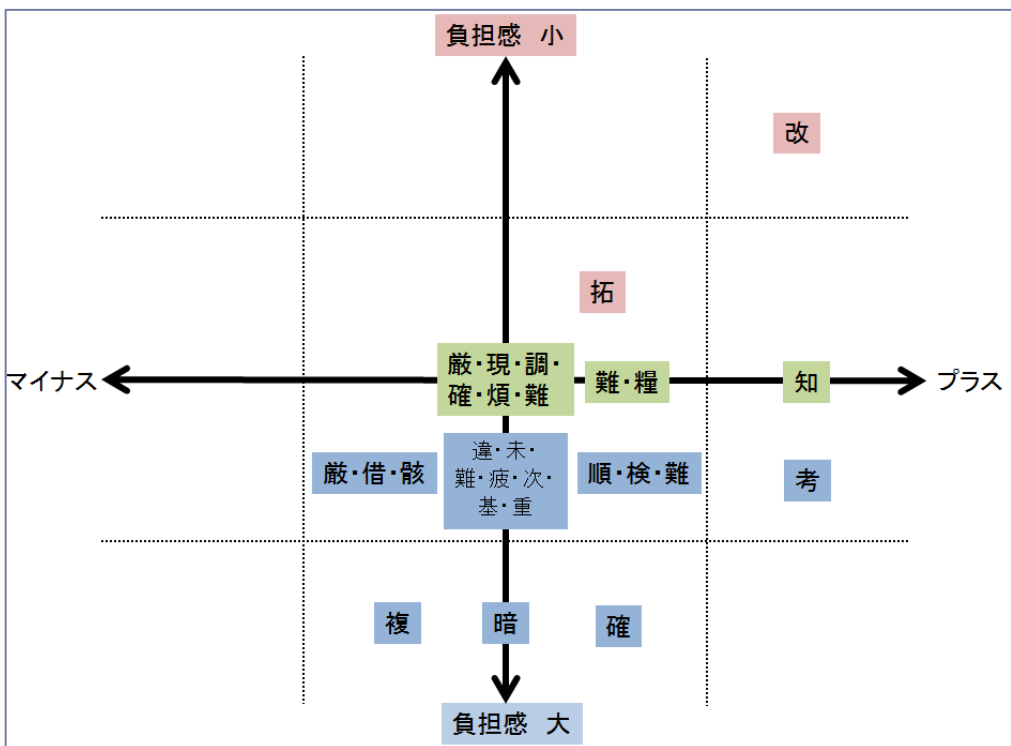 負担感　小
改
拓
マイナス
厳・現・調・
確・煩・難
難・糧
知
プラス
厳・借・骸
違・未・
難・疲・次・
基・重
順・検・難
考
複
暗
確
負担感　大